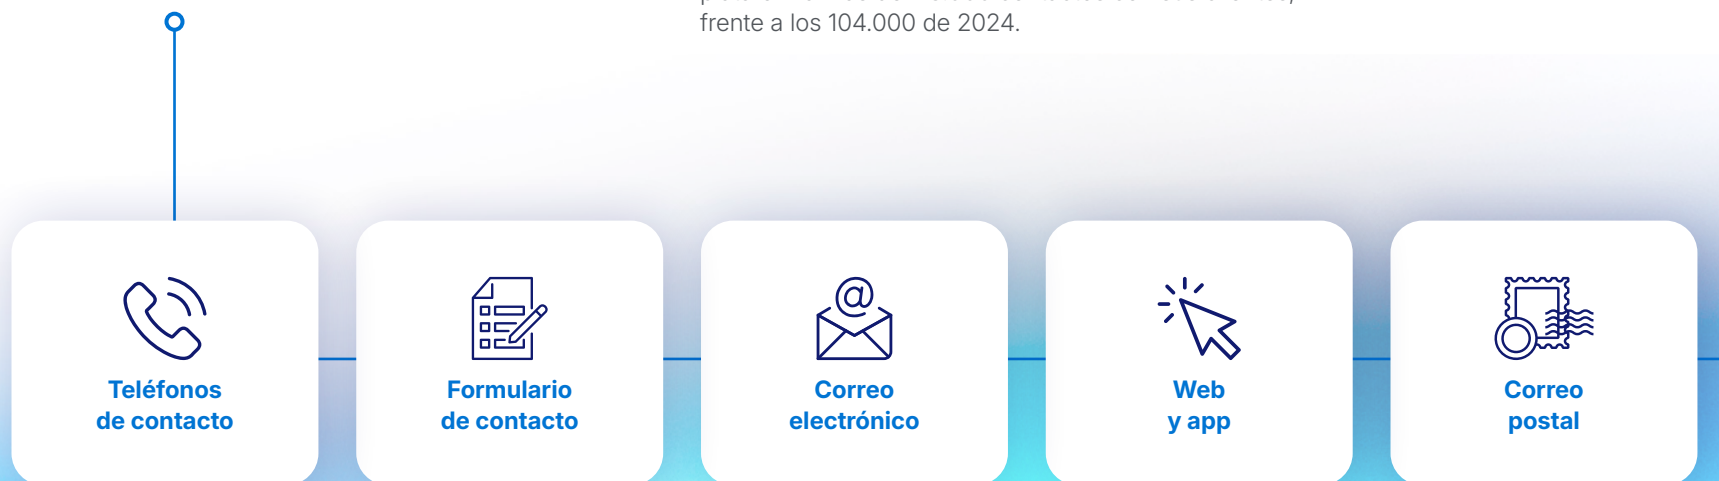 frente a los 104.000 de 2024.
Teléfonos
de contacto
Formulario
de contacto
Correo
electrónico
Web
y app
Correo
postal